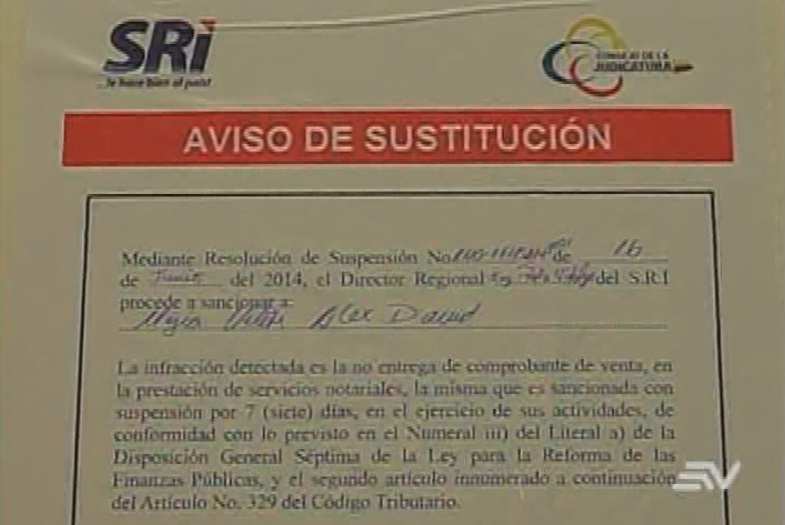 SRi
...le hace bien al país!
CONSEJO DE LA
JUDICATURA
AVISO DE SUSTITUCIÓN
Mediante Resolución de Suspensión No. de 16
de Junio del 2014, el Director Regional del S.R.I
procede a sancionar a:
Alex David
La infracción detectada es la no entrega de comprobante de venta, en
la prestación de servicios notariales, la misma que es sancionada con
suspensión por 7 (siete) días, en el ejercicio de sus actividades, de
conformidad con lo previsto en el Numeral iii) del Literal a) de la
Disposición General Séptima de la Ley para la Reforma de las
Finanzas Públicas, y el segundo artículo innumerado a continuación
del Artículo No. 329 del Código Tributario.